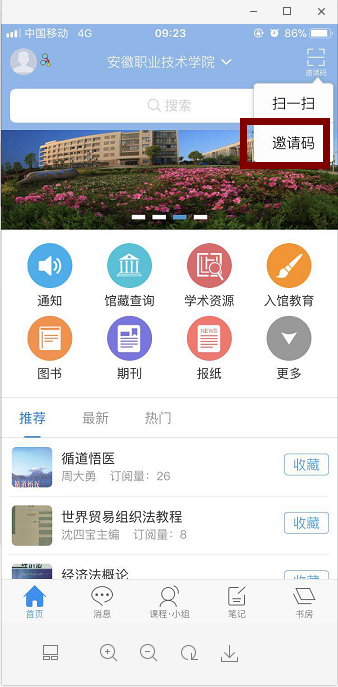 中国移动 4G 09:23 86%
安徽职业技术学院
邀请码
搜索
扫一扫
邀请码
通知 馆藏查询 学术资源 入馆教育
NEWS
图书 期刊 报纸 更多
推荐 最新 热门
循道悟医
周大勇 订阅量：26
收藏
循道悟医
世界贸易组织法教程
沈四宝主编 订阅量：8
收藏
经济法概论
收藏
首页 消息 课程·小组 笔记 书房